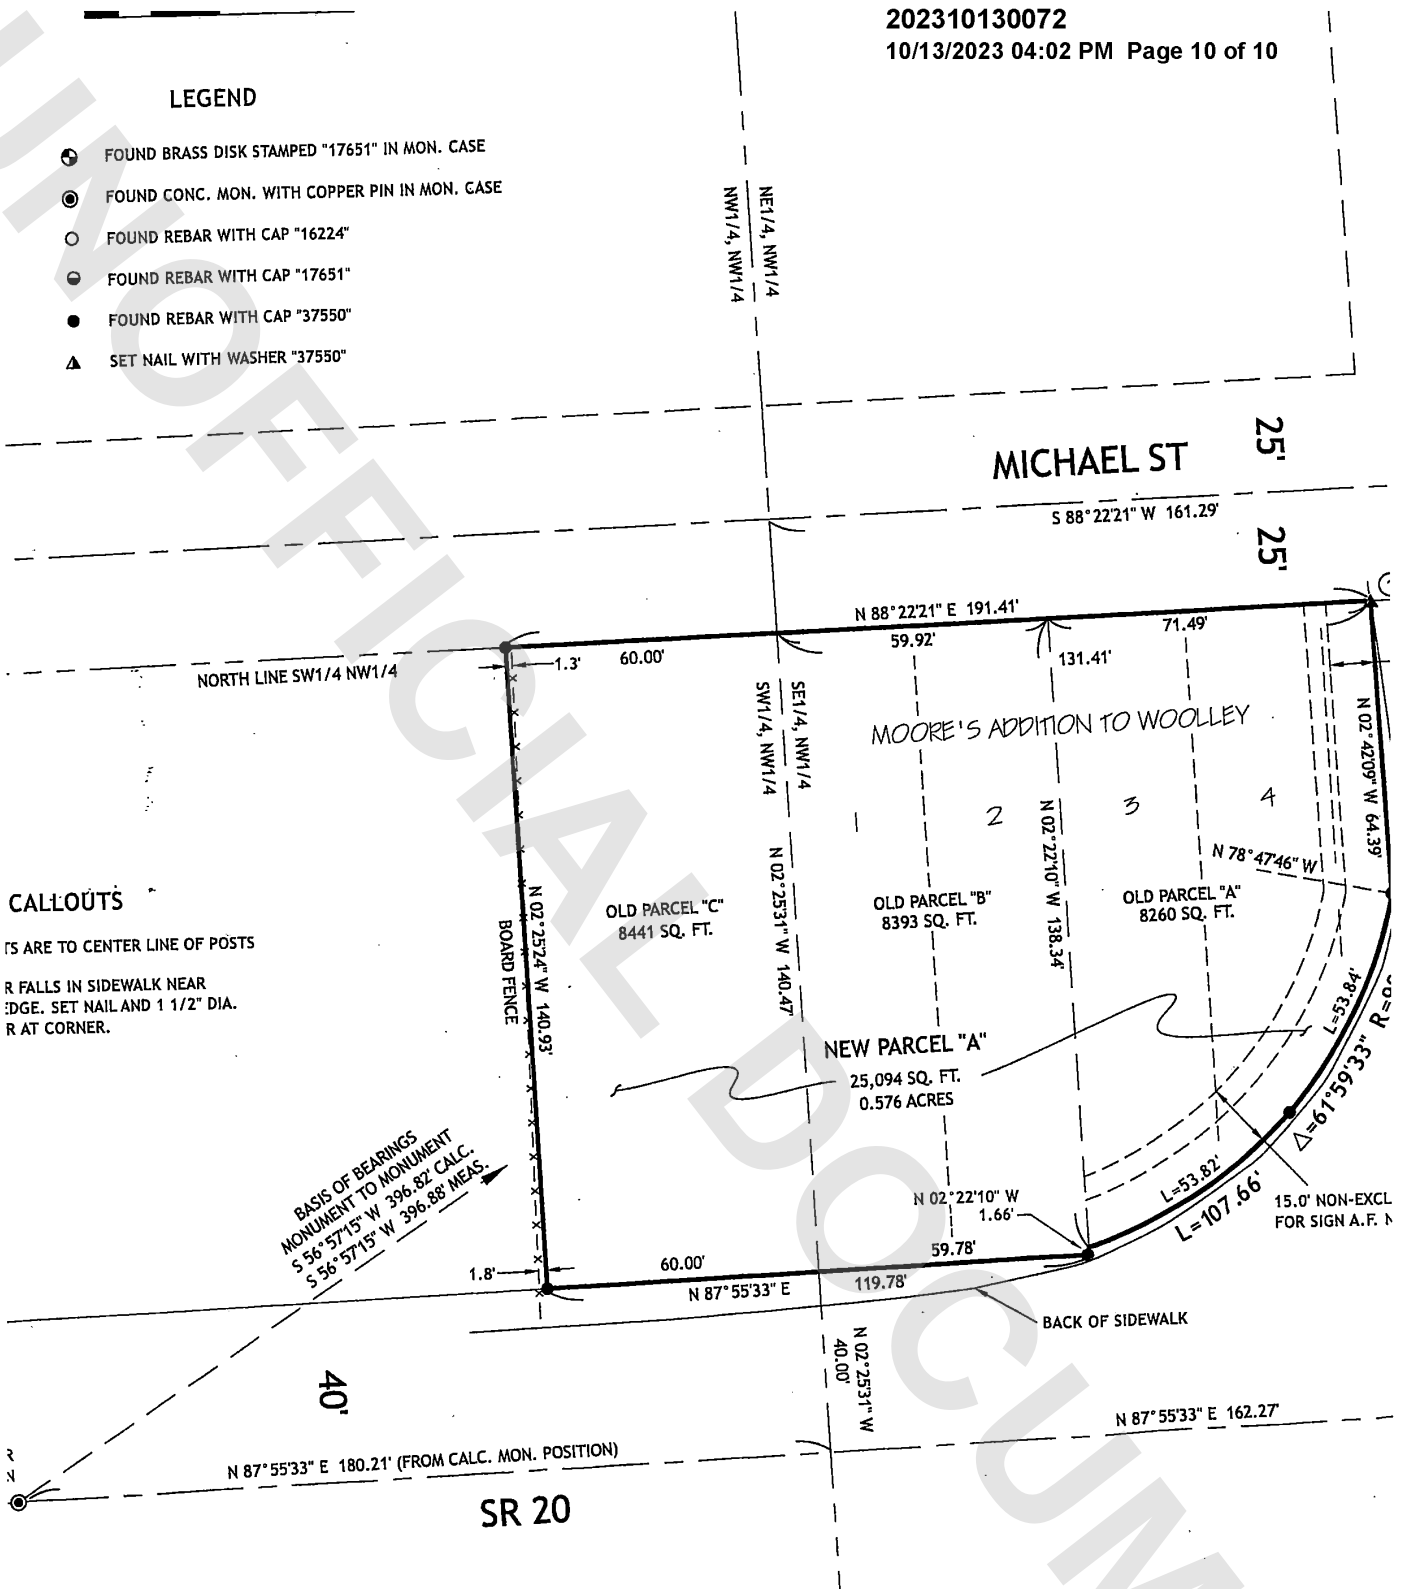 202310130072
10/13/2023 04:02 PM Page 10 of 10
LEGEND
FOUND BRASS DISK STAMPED "17651" IN MON. CASE
FOUND CONC. MON. WITH COPPER PIN IN MON. CASE
FOUND REBAR WITH CAP "16224"
FOUND REBAR WITH CAP "17651"
FOUND REBAR WITH CAP "37550"
SET NAIL WITH WASHER "37550"
NE1/4, NW1/4
NW1/4, NW1/4
MICHAEL ST
25'
S 88°22'21" W 161.29'
25'
N 88°22'21" E 191.41'
60.00'
59.92'
71.49'
131.41'
1.3'
NORTH LINE SW1/4 NW1/4
SE1/4, NW1/4
SW1/4, NW1/4
MOORE'S ADDITION TO WOOLLEY
1
2
3
4
N 02°42'09" W 64.39'
N 78°47'46" W
N 02°22'10" W 138.34'
N 02°25'31" W 140.47'
N 02°25'24" W 140.93'
BOARD FENCE
OLD PARCEL "C"
8441 SQ. FT.
OLD PARCEL "B"
8393 SQ. FT.
OLD PARCEL "A"
8260 SQ. FT.
CALLOUTS
TS ARE TO CENTER LINE OF POSTS
R FALLS IN SIDEWALK NEAR
EDGE. SET NAIL AND 1 1/2" DIA.
R AT CORNER.
NEW PARCEL "A"
25,094 SQ. FT.
0.576 ACRES
L=53.84'
Δ=61°59'33" R=
L=53.82'
L=107.66'
15.0' NON-EXCL
FOR SIGN A.F. N
BASIS OF BEARINGS
MONUMENT TO MONUMENT
S 56°57'15" W 396.82' CALC.
S 56°57'15" W 396.88' MEAS.
N 02°22'10" W
1.66'
1.8'
60.00'
59.78'
N 87°55'33" E
119.78'
BACK OF SIDEWALK
N 02°25'31" W
40.00'
40'
N 87°55'33" E 162.27'
N 87°55'33" E 180.21' (FROM CALC. MON. POSITION)
R
N
SR 20
UNOFFICIAL DOCUM